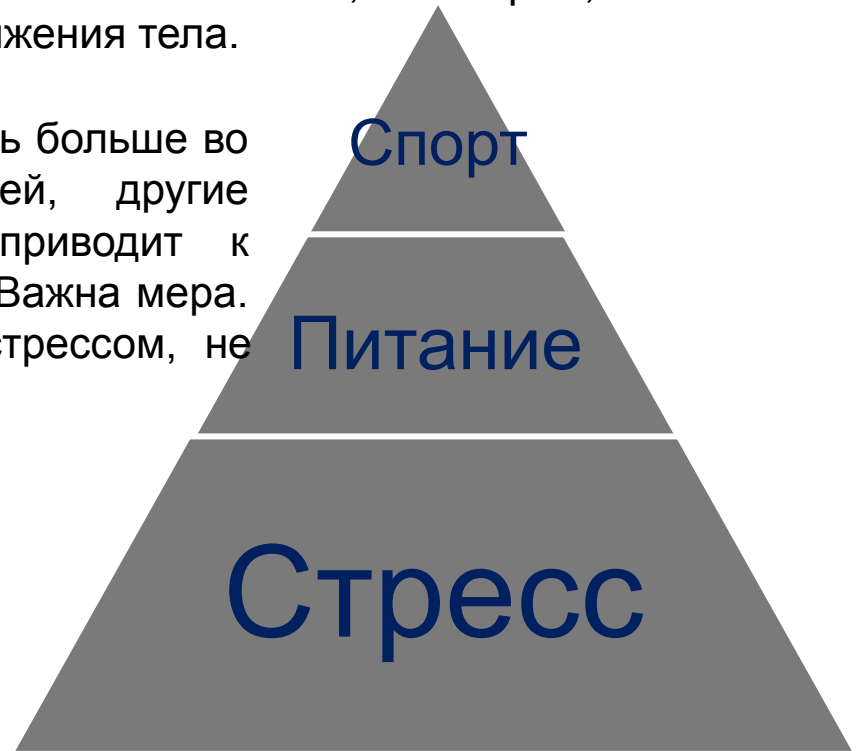 жения тела.
ь больше во
ей, другие
приводит к
Важна мера.
стрессом, не
Спорт
Питание
Стресс